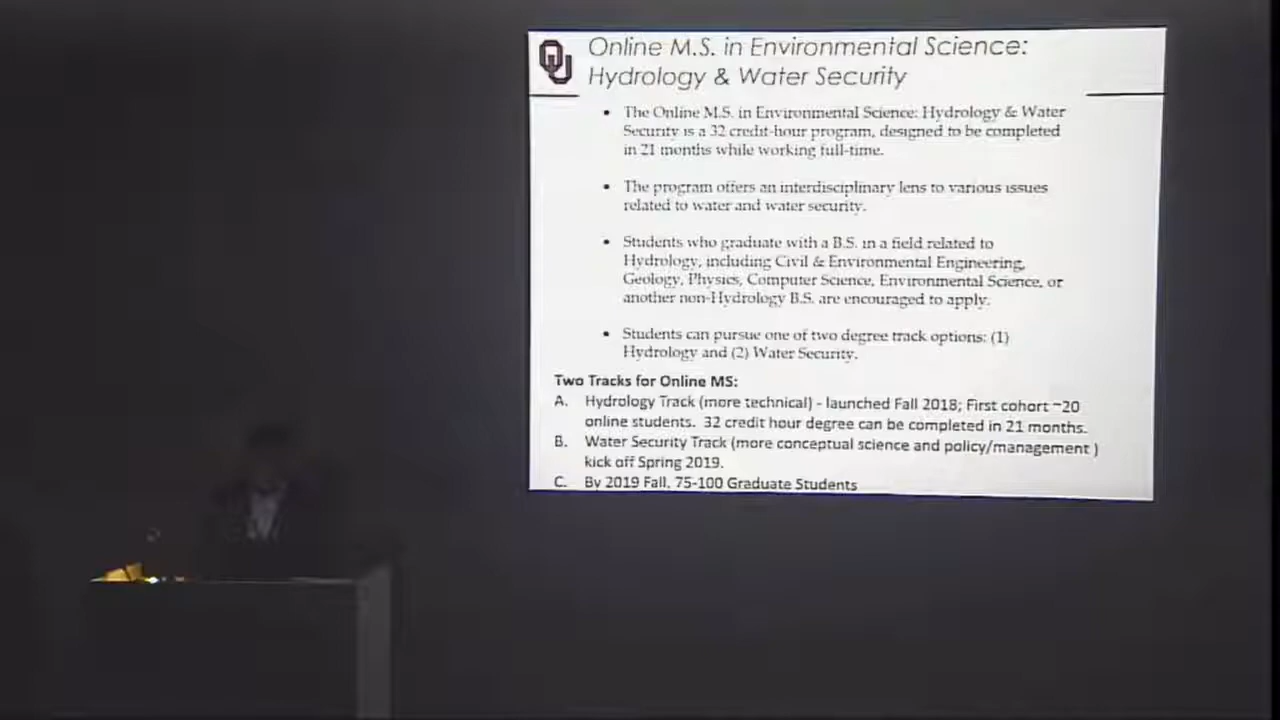 OU
Online M.S. in Environmental Science:
Hydrology & Water Security
• The Online M.S. in Environmental Science: Hydrology & Water
Security is a 32 credit-hour program, designed to be completed
in 21 months while working full-time.
• The program offers an interdisciplinary lens to various issues
related to water and water security.
• Students who graduate with a B.S. in a field related to
Hydrology, including Civil & Environmental Engineering,
Geology, Physics, Computer Science, Environmental Science, or
another non-Hydrology B.S. are encouraged to apply.
• Students can pursue one of two degree track options: (1)
Hydrology and (2) Water Security.
Two Tracks for Online MS:
A. Hydrology Track (more technical) - launched Fall 2018; First cohort ~20
online students. 32 credit hour degree can be completed in 21 months.
B. Water Security Track (more conceptual science and policy/management )
kick off Spring 2019.
C. By 2019 Fall, 75-100 Graduate Students